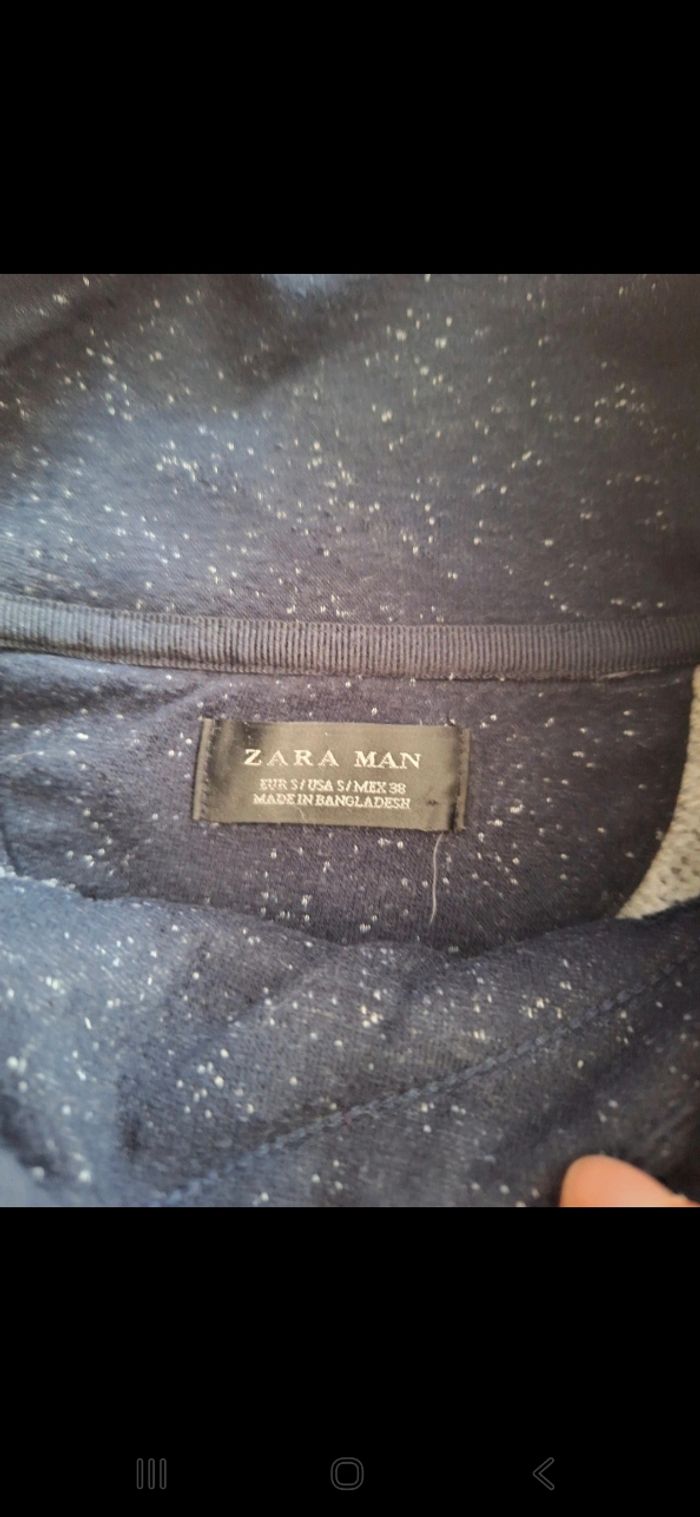 ZARA MAN
EUR S/USA S/MEX 38
MADE IN BANGLADESH